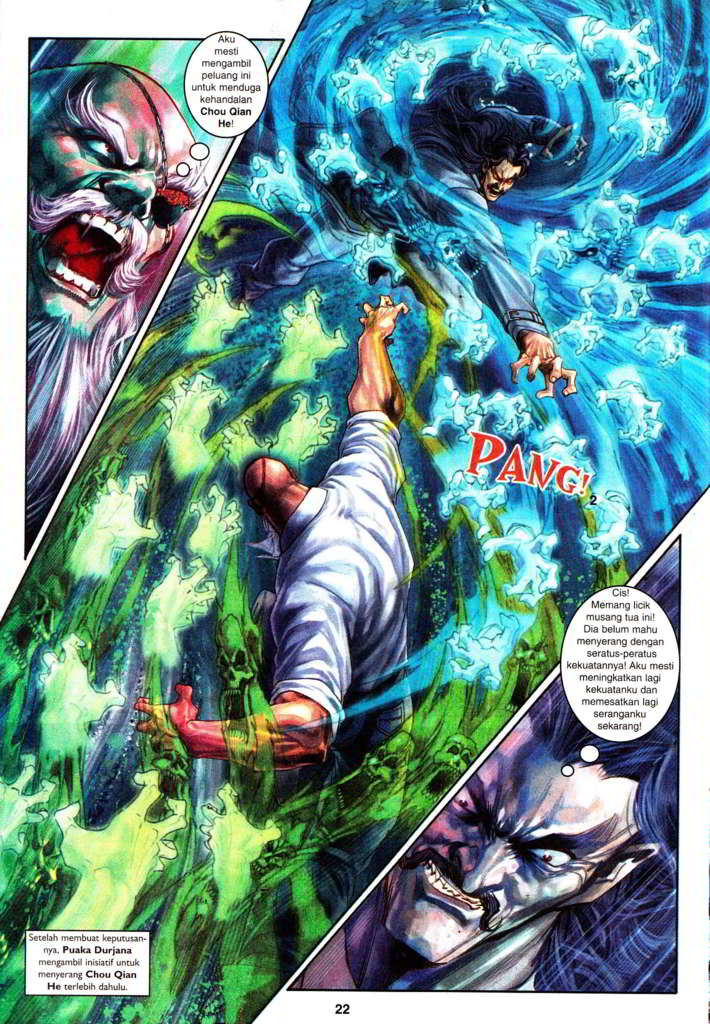 Aku
mesti
mengambil
peluang ini
untuk menduga
kehandalan
Chou Qian
He!
PANG!
2
Cis!
Memang licik
musang tua ini!
Dia belum mahu
menyerang dengan
seratus-peratus
kekuatannya! Aku mesti
meningkatkan lagi
kekuatanku dan
memesatkan lagi
seranganku
sekarang!
Setelah membuat keputusan-
nya, Puaka Durjana
mengambil inisiatif untuk
menyerang Chou Qian
He terlebih dahulu.
22